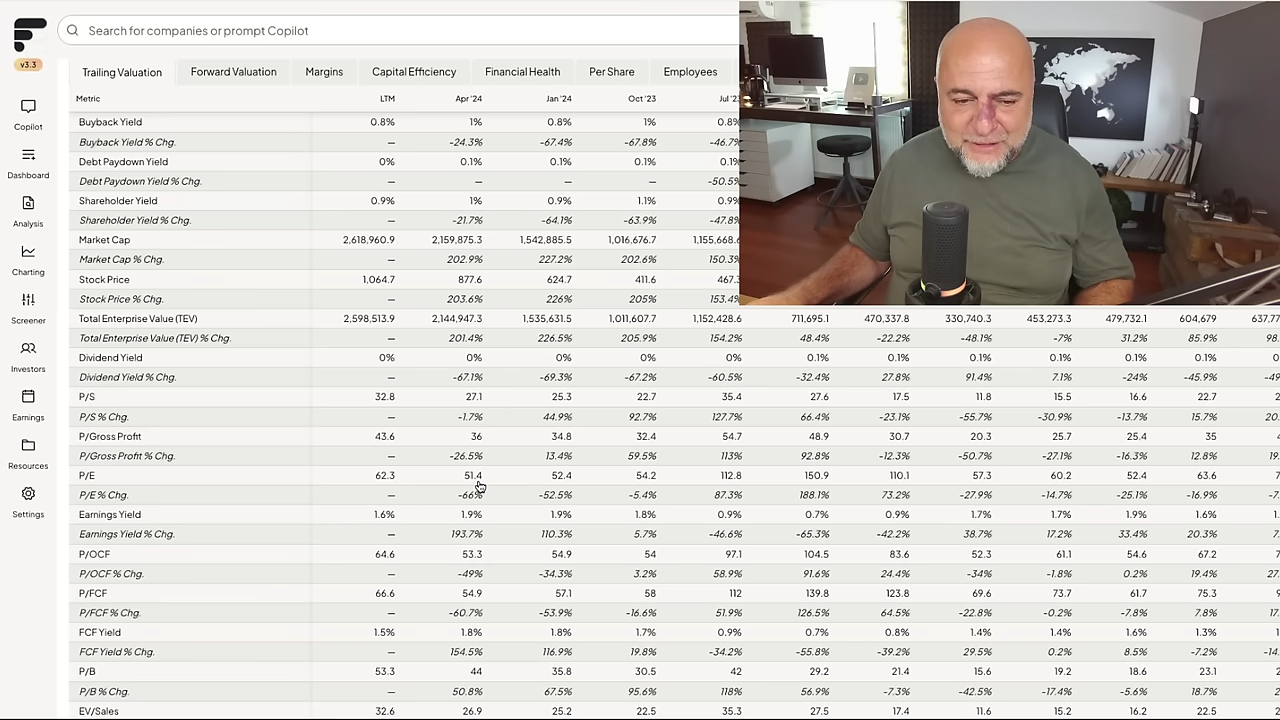 Search for companies or prompt Copilot
v3.3
Copilot
Dashboard
Analysis
Charting
Screener
Investors
Earnings
Resources
Settings
Trailing Valuation Forward Valuation Margins Capital Efficiency Financial Health Per Share Employees
Metric LTM Apr '24 Jan '24 Oct '23 Jul '23
Buyback Yield 0.8% 1% 0.8% 1% 0.8%
Buyback Yield % Chg. — -24.3% -67.4% -67.8% -46.7%
Debt Paydown Yield 0% 0.1% 0.1% 0.1% 0.1%
Debt Paydown Yield % Chg. — — — — -50.5%
Shareholder Yield 0.9% 1% 0.9% 1.1% 0.9%
Shareholder Yield % Chg. — -21.7% -64.1% -63.9% -47.8%
Market Cap 2,618,960.9 2,159,875.3 1,542,885.5 1,016,676.7 1,155,668.6
Market Cap % Chg. — 202.9% 227.2% 202.6% 150.3%
Stock Price 1,064.7 877.6 624.7 411.6 467.
Stock Price % Chg. — 203.6% 226% 205% 153.4%
Total Enterprise Value (TEV) 2,598,513.9 2,144,947.3 1,535,631.5 1,011,607.7 1,152,428.6 711,695.1 470,337.8 330,740.3 453,273.3 479,732.1 604,679 637,77
Total Enterprise Value (TEV) % Chg. — 201.4% 226.5% 205.9% 154.2% 48.4% -22.2% -48.1% -7% 31.2% 85.9% 98.
Dividend Yield 0% 0% 0% 0% 0% 0.1% 0.1% 0.1% 0.1% 0.1% 0.1% 0
Dividend Yield % Chg. — -67.1% -69.3% -67.2% -60.5% -32.4% 27.8% 91.4% 7.1% -24% -45.9% -49
P/S 32.8 27.1 25.3 22.7 35.4 27.6 17.5 11.8 15.5 16.6 22.7 2
P/S % Chg. — -1.7% 44.9% 92.7% 127.7% 66.4% -23.1% -55.7% -30.9% -13.7% 15.7% 20.
P/Gross Profit 43.6 36 34.8 32.4 54.7 48.9 30.7 20.3 25.7 25.4 35
P/Gross Profit % Chg. — -26.5% 13.4% 59.5% 113% 92.8% -12.3% -50.7% -27.1% -16.3% 12.8% 19.
P/E 62.3 51.4 52.4 54.2 112.8 150.9 110.1 57.3 60.2 52.4 63.6 7
P/E % Chg. — -66% -52.5% -5.4% 87.3% 188.1% 73.2% -27.9% -14.7% -25.1% -16.9% -7.
Earnings Yield 1.6% 1.9% 1.9% 1.8% 0.9% 0.7% 0.9% 1.7% 1.7% 1.9% 1.6% 1.
Earnings Yield % Chg. — 193.7% 110.3% 5.7% -46.6% -65.3% -42.2% 38.7% 17.2% 33.4% 20.3% 7.
P/OCF 64.6 53.3 54.9 54 97.1 104.5 83.6 52.3 61.1 54.6 67.2 7
P/OCF % Chg. — -49% -34.3% 3.2% 58.9% 91.6% 24.4% -34% -1.8% 0.2% 19.4% 27
P/FCF 66.6 54.9 57.1 58 112 139.8 123.8 69.6 73.7 61.7 75.3 9
P/FCF % Chg. — -60.7% -53.9% -16.6% 51.9% 126.5% 64.5% -22.8% -0.2% -7.8% 7.8% 17.
FCF Yield 1.5% 1.8% 1.8% 1.7% 0.9% 0.7% 0.8% 1.4% 1.4% 1.6% 1.3% 1
FCF Yield % Chg. — 154.5% 116.9% 19.8% -34.2% -55.8% -39.2% 29.5% 0.2% 8.5% -7.2% -14.
P/B 53.3 44 35.8 30.5 42 29.2 21.4 15.6 19.2 18.6 23.1 2
P/B % Chg. — 50.8% 67.5% 95.6% 118% 56.9% -7.3% -42.5% -17.4% -5.6% 18.7% 2
EV/Sales 32.6 26.9 25.2 22.5 35.3 27.5 17.4 11.6 15.2 16.2 22.5 2